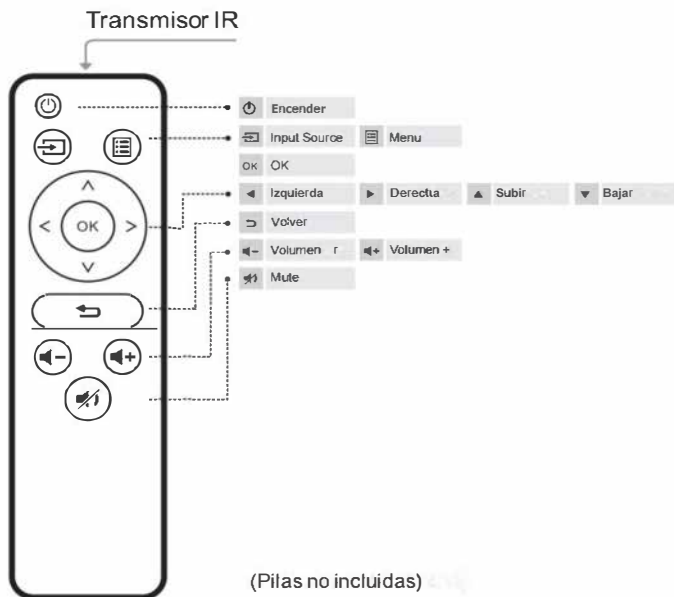 Transmisor IR
Encender
Input Source Menu
OK OK
OK Izquierda Derectia Subir Bajar
Volver
Volumen r Volumen +
Mute
(Pilas no incluidas)